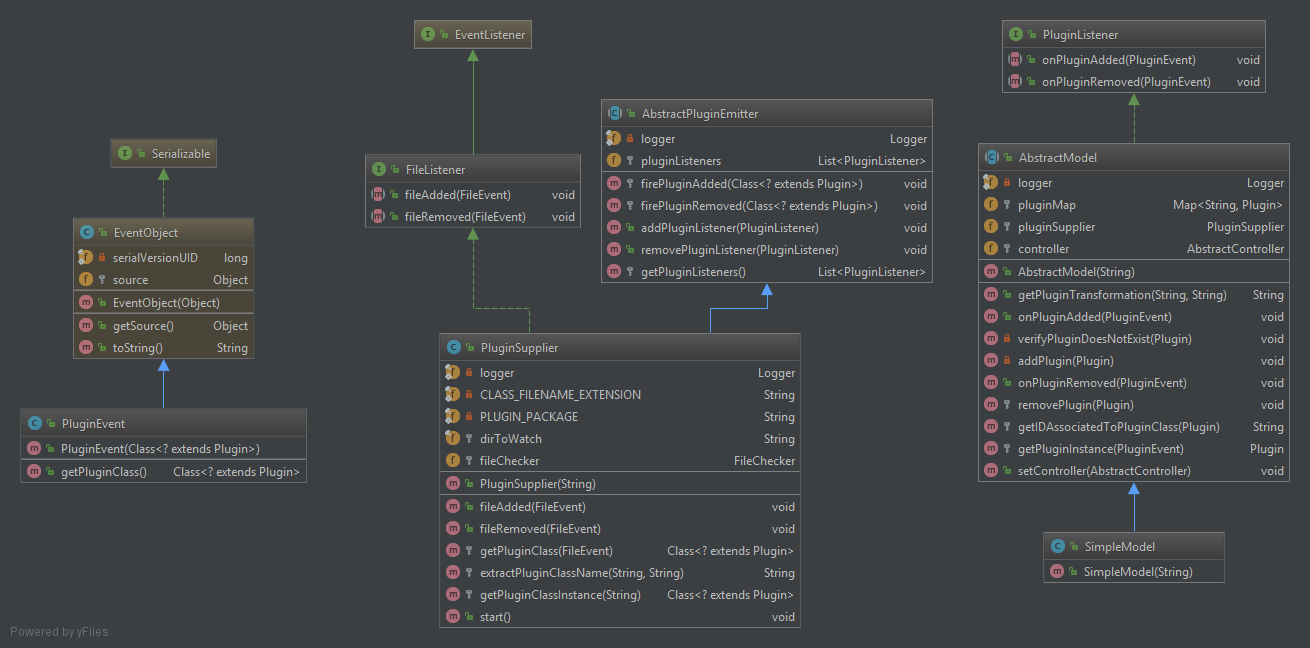 EventListener
Serializable
EventObject
serialVersionUID long
source Object
EventObject(Object)
getSource() Object
toString() String
PluginEvent
PluginEvent(Class<? extends Plugin>)
getPluginClass() Class<? extends Plugin>
FileListener
fileAdded(FileEvent) void
fileRemoved(FileEvent) void
AbstractPluginEmitter
logger Logger
pluginListeners List<PluginListener>
firePluginAdded(Class<? extends Plugin>) void
firePluginRemoved(Class<? extends Plugin>) void
addPluginListener(PluginListener) void
removePluginListener(PluginListener) void
getPluginListeners() List<PluginListener>
PluginSupplier
logger Logger
CLASS_FILENAME_EXTENSION String
PLUGIN_PACKAGE String
dirToWatch String
fileChecker FileChecker
PluginSupplier(String)
fileAdded(FileEvent) void
fileRemoved(FileEvent) void
getPluginClass(FileEvent) Class<? extends Plugin>
extractPluginClassName(String, String) String
getPluginClassInstance(String) Class<? extends Plugin>
start() void
PluginListener
onPluginAdded(PluginEvent) void
onPluginRemoved(PluginEvent) void
AbstractModel
logger Logger
pluginMap Map<String, Plugin>
pluginSupplier PluginSupplier
controller AbstractController
AbstractModel(String)
getPluginTransformation(String, String) String
onPluginAdded(PluginEvent) void
verifyPluginDoesNotExist(Plugin) void
addPlugin(Plugin) void
onPluginRemoved(PluginEvent) void
removePlugin(Plugin) void
getIDAssociatedToPluginClass(Plugin) String
getPluginInstance(PluginEvent) Plugin
setController(AbstractController) void
SimpleModel
SimpleModel(String)
Powered by yFiles